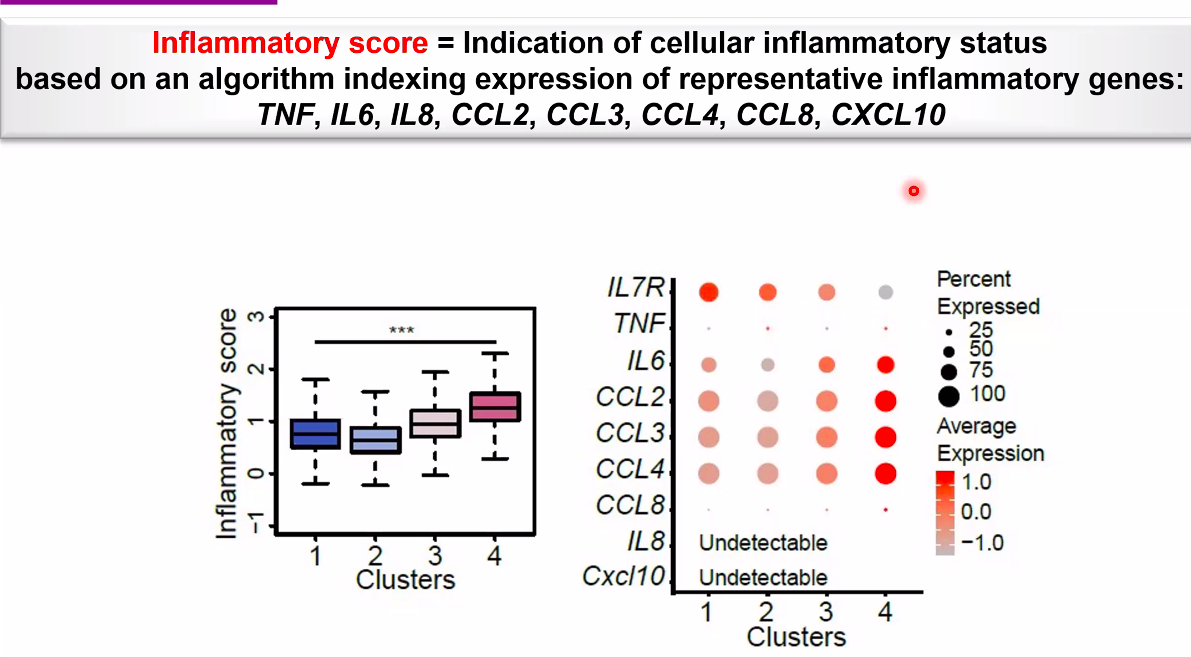 Inflammatory score = Indication of cellular inflammatory status
based on an algorithm indexing expression of representative inflammatory genes:
TNF, IL6, IL8, CCL2, CCL3, CCL4, CCL8, CXCL10
Inflammatory score
3
2
1
0
−1
***
1 2 3 4
Clusters
IL7R
TNF
IL6
CCL2
CCL3
CCL4
CCL8
IL8 Undetectable
Cxcl10 Undetectable
1 2 3 4
Clusters
Percent
Expressed
25
50
75
100
Average
Expression
1.0
0.0
−1.0